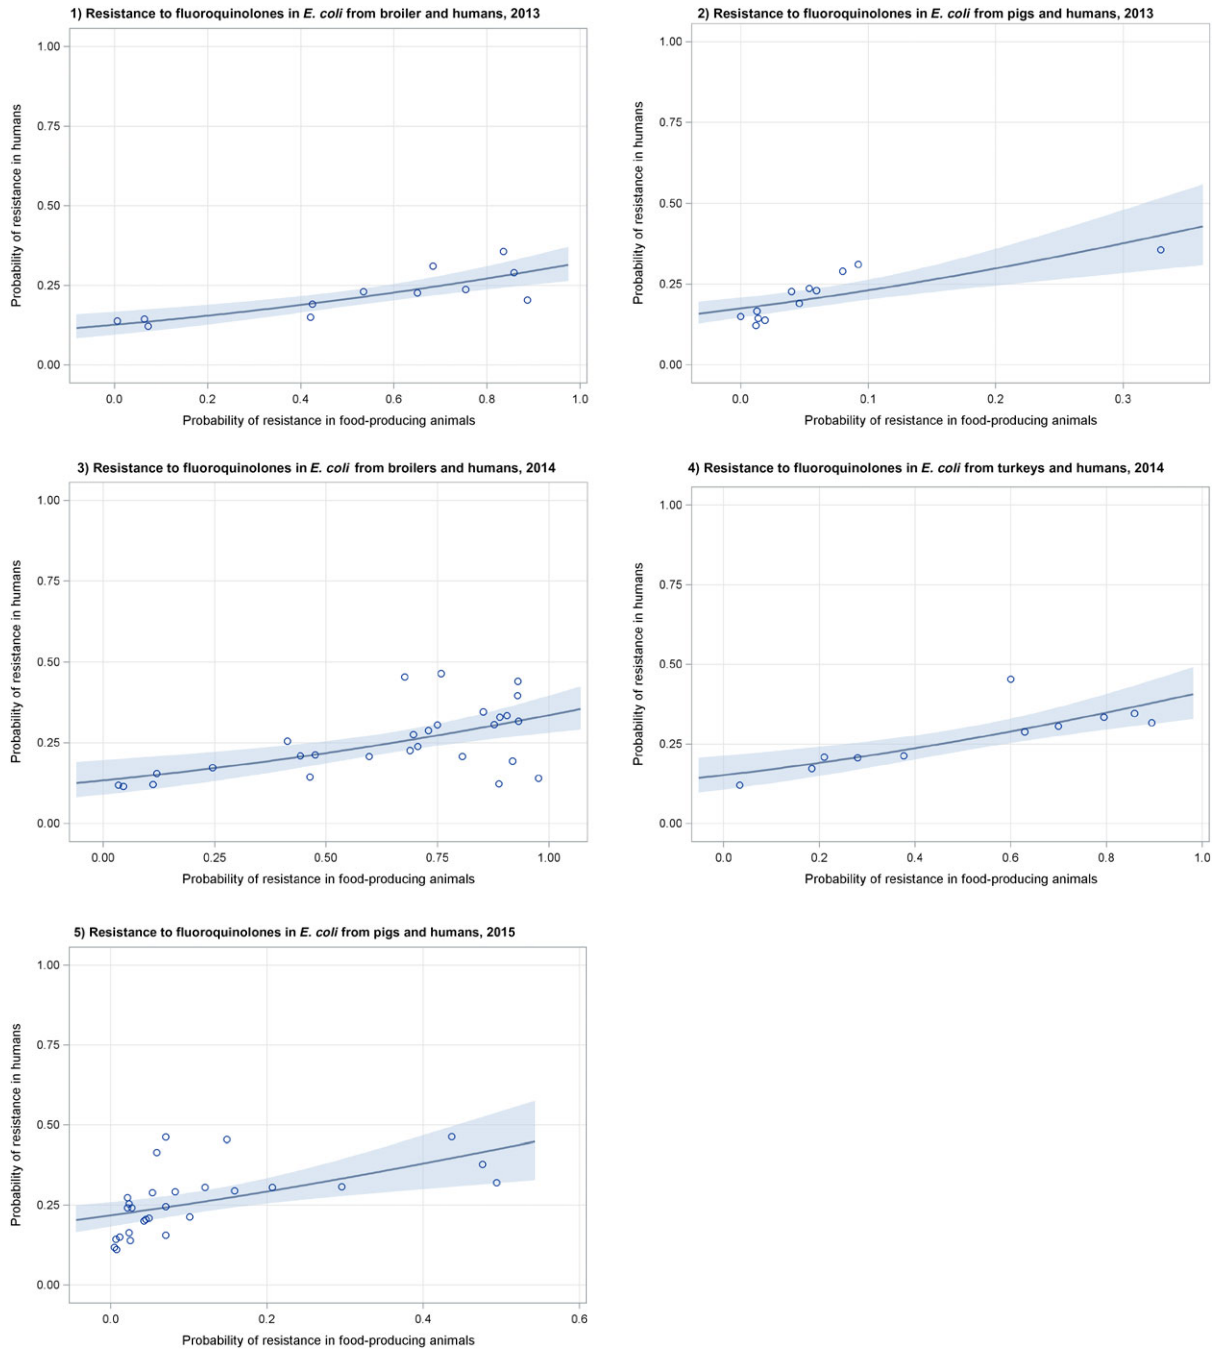 1) Resistance to fluoroquinolones in E. coli from broiler and humans, 2013
1.00
0.75
0.50
0.25
0.00
Probability of resistance in humans
0.0 0.2 0.4 0.6 0.8 1.0
Probability of resistance in food-producing animals
2) Resistance to fluoroquinolones in E. coli from pigs and humans, 2013
1.00
0.75
0.50
0.25
0.00
Probability of resistance in humans
0.0 0.1 0.2 0.3
Probability of resistance in food-producing animals
3) Resistance to fluoroquinolones in E. coli from broilers and humans, 2014
1.00
0.75
0.50
0.25
0.00
Probability of resistance in humans
0.00 0.25 0.50 0.75 1.00
Probability of resistance in food-producing animals
4) Resistance to fluoroquinolones in E. coli from turkeys and humans, 2014
1.00
0.75
0.50
0.25
0.00
Probability of resistance in humans
0.0 0.2 0.4 0.6 0.8 1.0
Probability of resistance in food-producing animals
5) Resistance to fluoroquinolones in E. coli from pigs and humans, 2015
1.00
0.75
0.50
0.25
0.00
Probability of resistance in humans
0.0 0.2 0.4 0.6
Probability of resistance in food-producing animals